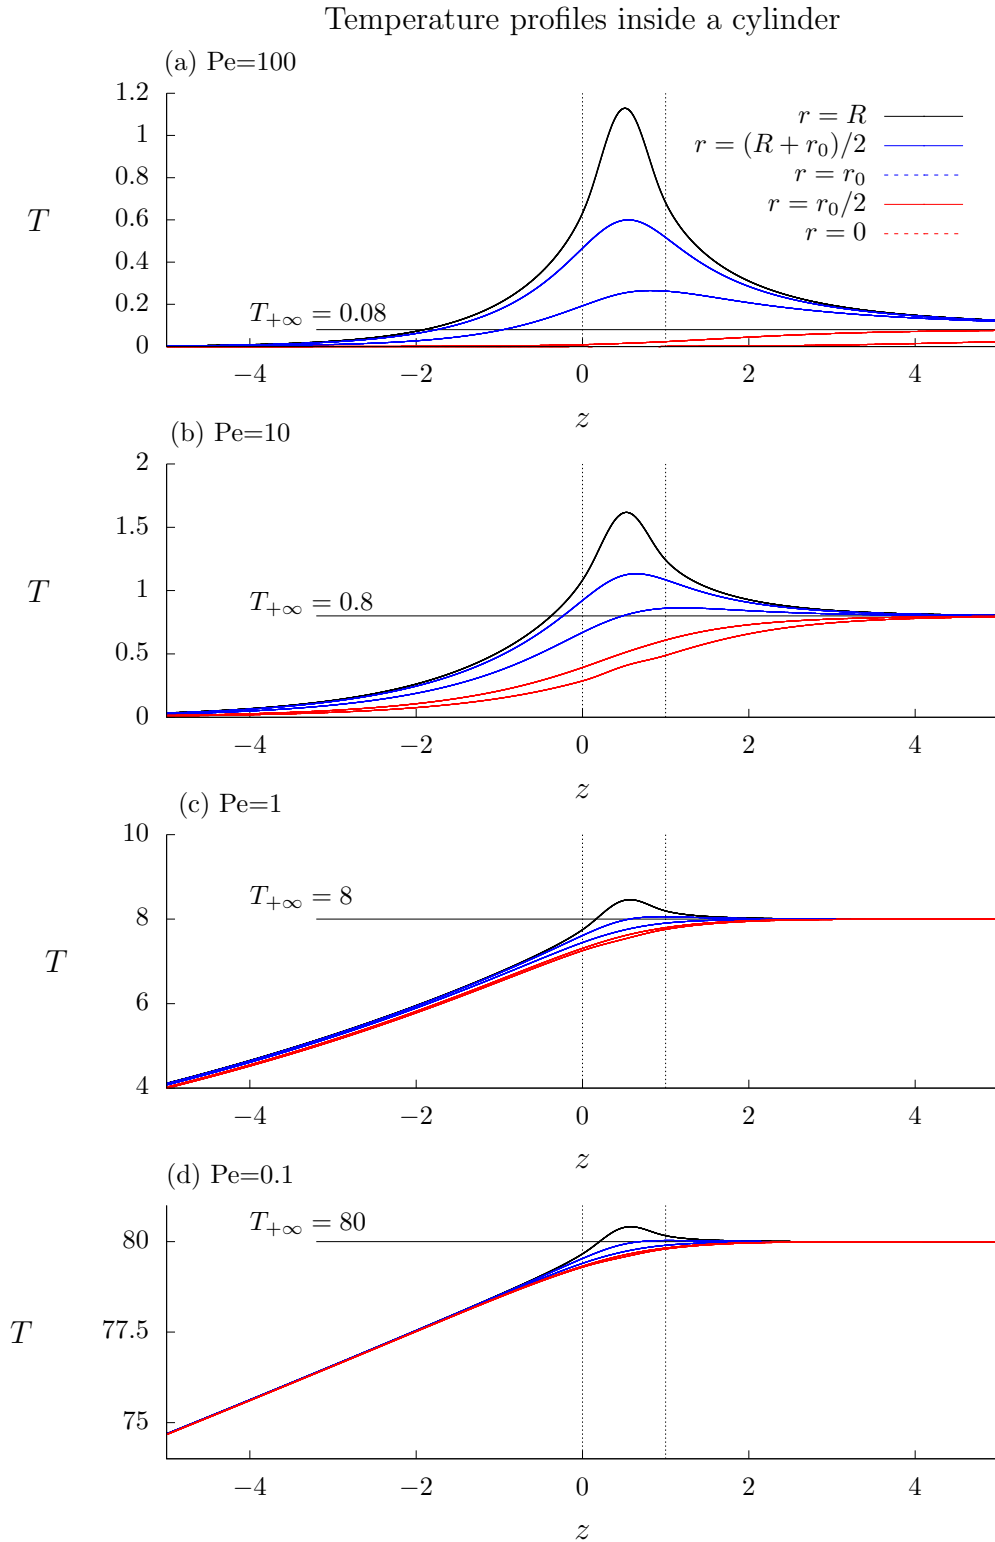 Temperature profiles inside a cylinder
(a) Pe=100
1.2
1
0.8
0.6
0.4
0.2
0
T
r = R
r = (R + r₀)/2
r = r₀
r = r₀/2
r = 0
T₊∞ = 0.08
−4 −2 0 2 4
z
(b) Pe=10
2
1.5
1
0.5
0
T
T₊∞ = 0.8
−4 −2 0 2 4
z
(c) Pe=1
10
8
6
4
T
T₊∞ = 8
−4 −2 0 2 4
z
(d) Pe=0.1
80
77.5
75
T
T₊∞ = 80
−4 −2 0 2 4
z